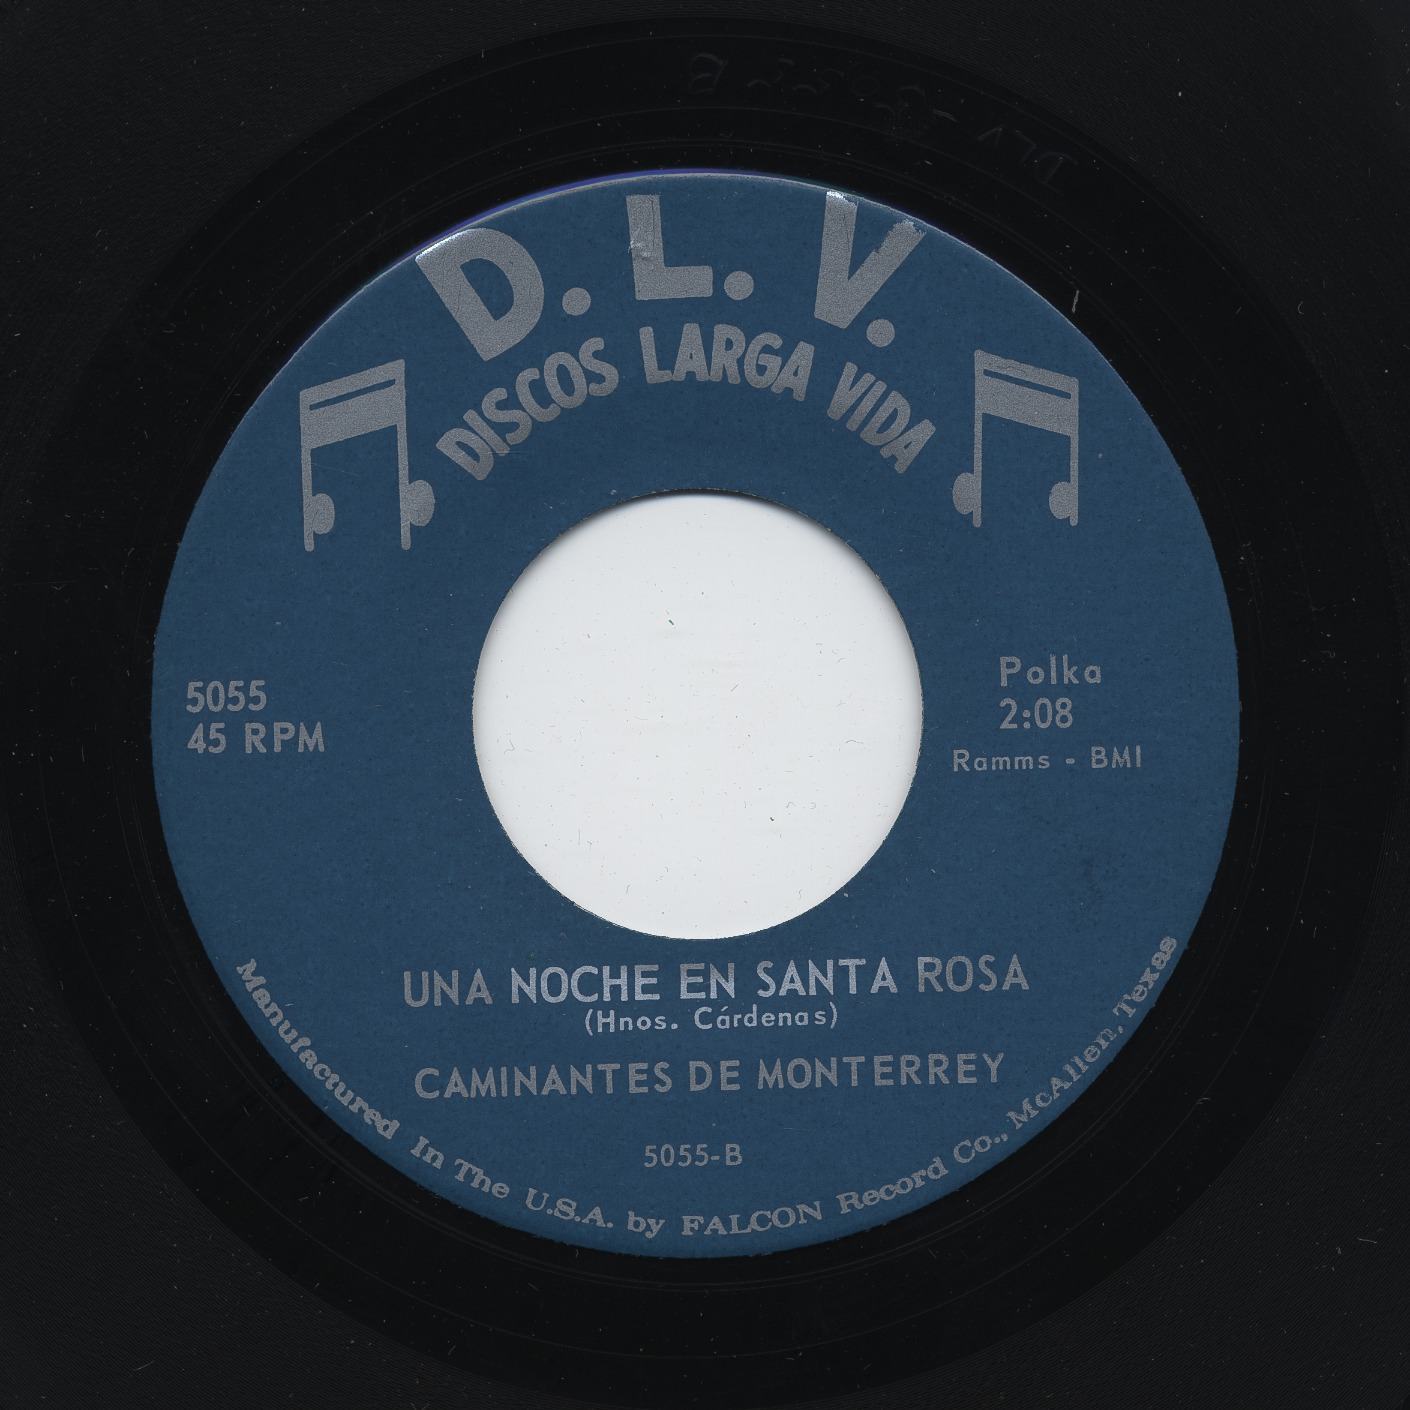 D. L. V.
DISCOS LARGA VIDA
5055
45 RPM
Polka
2:08
Ramms - BMI
UNA NOCHE EN SANTA ROSA
(Hnos. Cárdenas)
CAMINANTES DE MONTERREY
5055-B
Manufactured In The U.S.A. by FALCON Record Co., McAllen, Texas